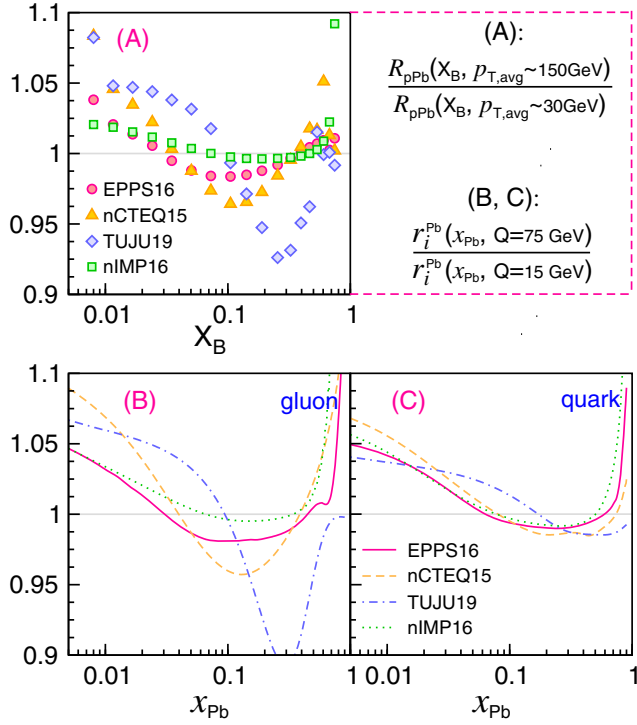 1.1
(A)
(A):
1.05
R_pPb(X_B, p_T,avg~150GeV)
R_pPb(X_B, p_T,avg~30GeV)
1
EPPS16
(B, C):
0.95
nCTEQ15
r_i^Pb(x_Pb, Q=75 GeV)
TUJU19
r_i^Pb(x_Pb, Q=15 GeV)
nIMP16
0.9
0.01 0.1 1
X_B
1.1
(B) gluon (C) quark
1.05
1
EPPS16
0.95
nCTEQ15
TUJU19
nIMP16
0.9
0.01 0.1 0.01 0.1 1
x_Pb x_Pb